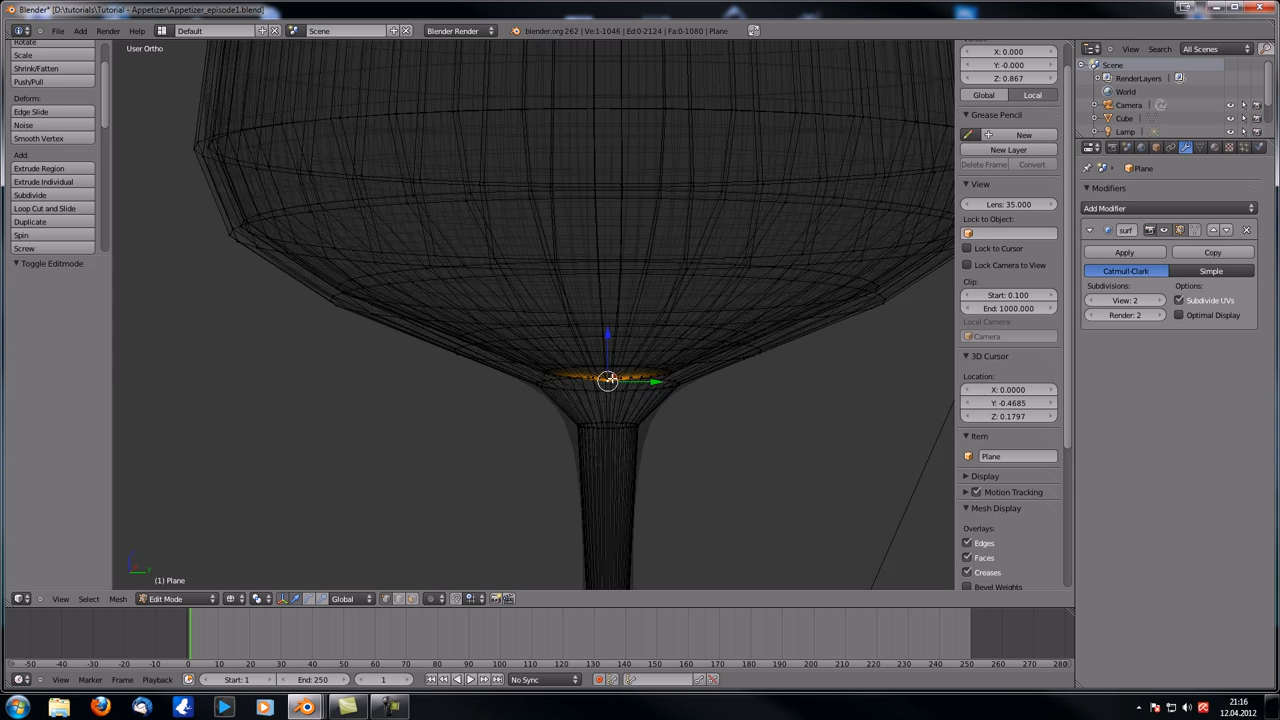 Blender* [D:\tutorials\Tutorial - Appetizer\Appetizer_episode1.blend]
File Add Render Help Default Scene Blender Render blender.org 262 | Ve:1-1046 | Ed:0-2124 | Fa:0-1080 | Plane
User Ortho
Rotate
Scale
Shrink/Fatten
Push/Pull
Deform:
Edge Slide
Noise
Smooth Vertex
Add:
Extrude Region
Extrude Individual
Subdivide
Loop Cut and Slide
Duplicate
Spin
Screw
Toggle Editmode
(1) Plane
X: 0.000
Y: -0.000
Z: 0.867
Global Local
Grease Pencil
New
New Layer
Delete Frame Convert
View
Lens: 35.000
Lock to Object:
Lock to Cursor
Lock Camera to View
Clip:
Start: 0.100
End: 1000.000
Local Camera:
Camera
3D Cursor
Location:
X: 0.0000
Y: -0.4685
Z: 0.1797
Item
Plane
Display
Motion Tracking
Mesh Display
Overlays:
Edges
Faces
Creases
Bevel Weights
View Search All Scenes
Scene
RenderLayers
World
Camera
Cube
Lamp
Plane
Modifiers
Add Modifier
surf
Apply Copy
Catmull-Clark Simple
Subdivisions: Options:
View: 2 Subdivide UVs
Render: 2 Optimal Display
View Select Mesh Edit Mode Global
-50 -40 -30 -20 -10 0 10 20 30 40 50 60 70 80 90 100 110 120 130 140 150 160 170 180 190 200 210 220 230 240 250 260 270 280
View Marker Frame Playback Start: 1 End: 250 1 No Sync
21:16
12.04.2012